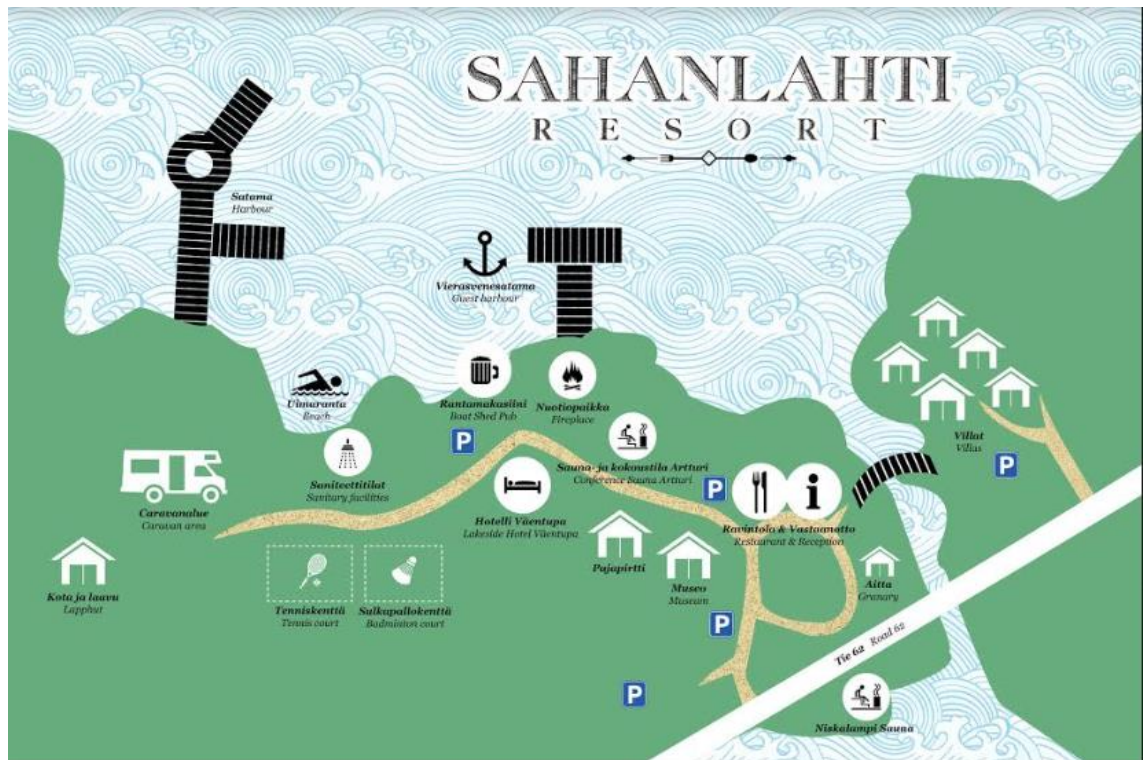 SAHANLAHTI
RESORT
Satama
Harbour
Vierasvenesatama
Guest harbour
Uimuranta
Beach
Rantamakasiini
Boat Shed Pub
Nuotiopaikka
Fireplace
Villat
Villas
P
P
Sauna- ja kokoustila Artturi
Conference Sauna Artturi
P
Saniteettitilat
Sanitary facilities
Caravanalue
Caravan area
Hotelli Väentupa
Lakeside Hotel Väentupa
i
Ravintola & Vastaanotto
Restaurant & Reception
Pajapirtti
Museo
Museum
Aitta
Granary
Kota ja laavu
Lapphut
Tenniskenttä
Tennis court
Sulkapallokenttä
Badminton court
P
Tie 62 Road 62
P
Niskalampi Sauna